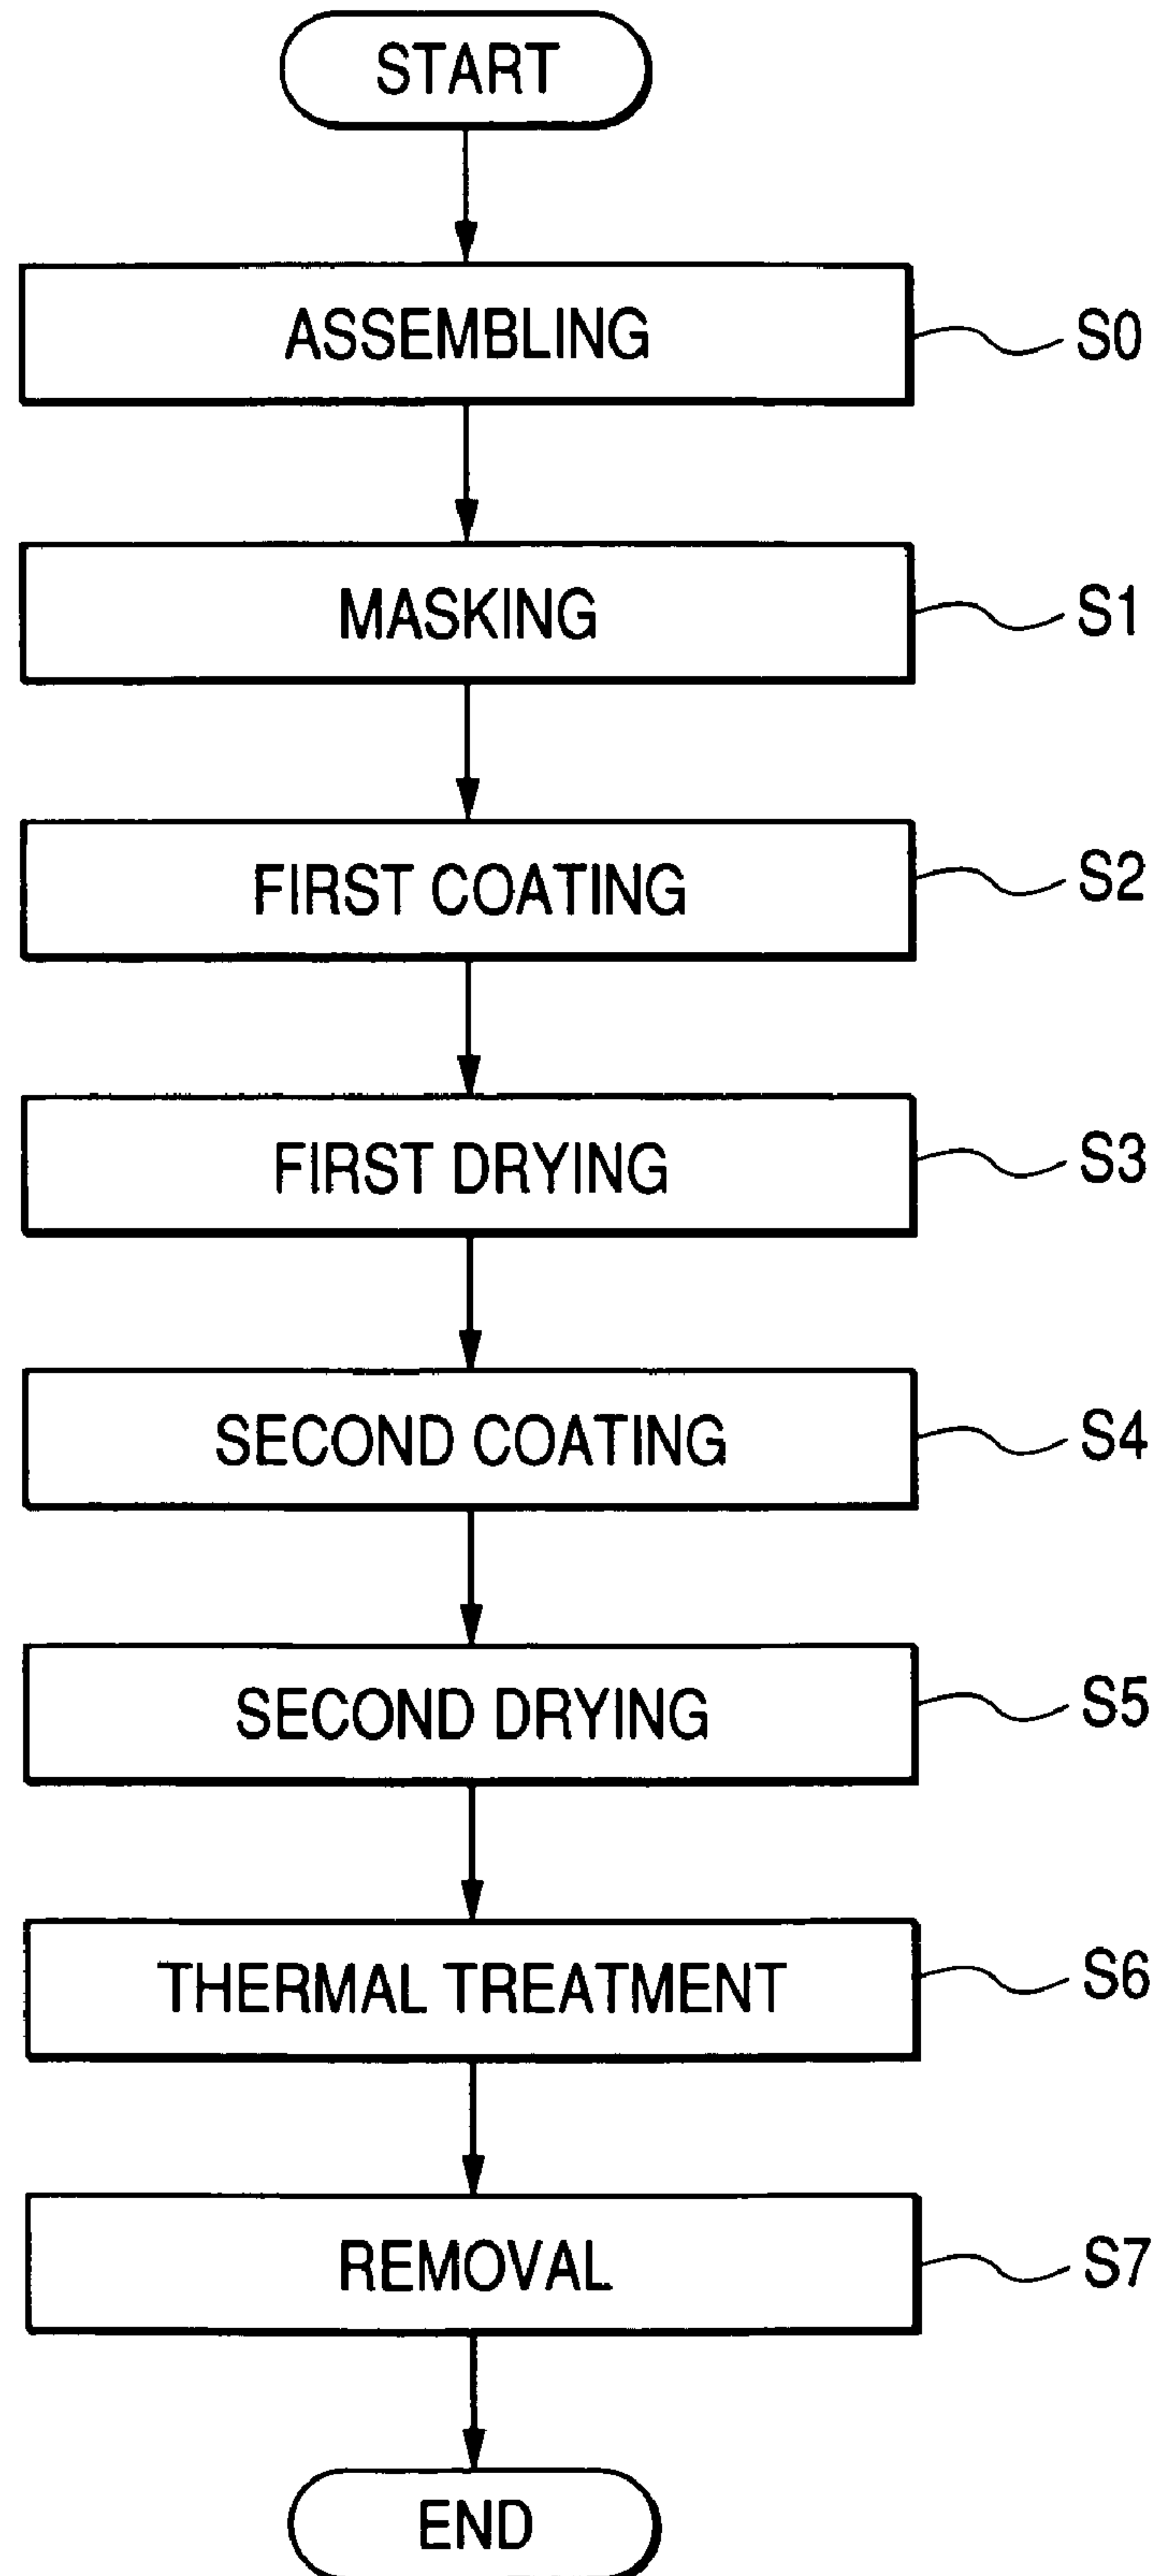 START
ASSEMBLING S0
MASKING S1
FIRST COATING S2
FIRST DRYING S3
SECOND COATING S4
SECOND DRYING S5
THERMAL TREATMENT S6
REMOVAL S7
END